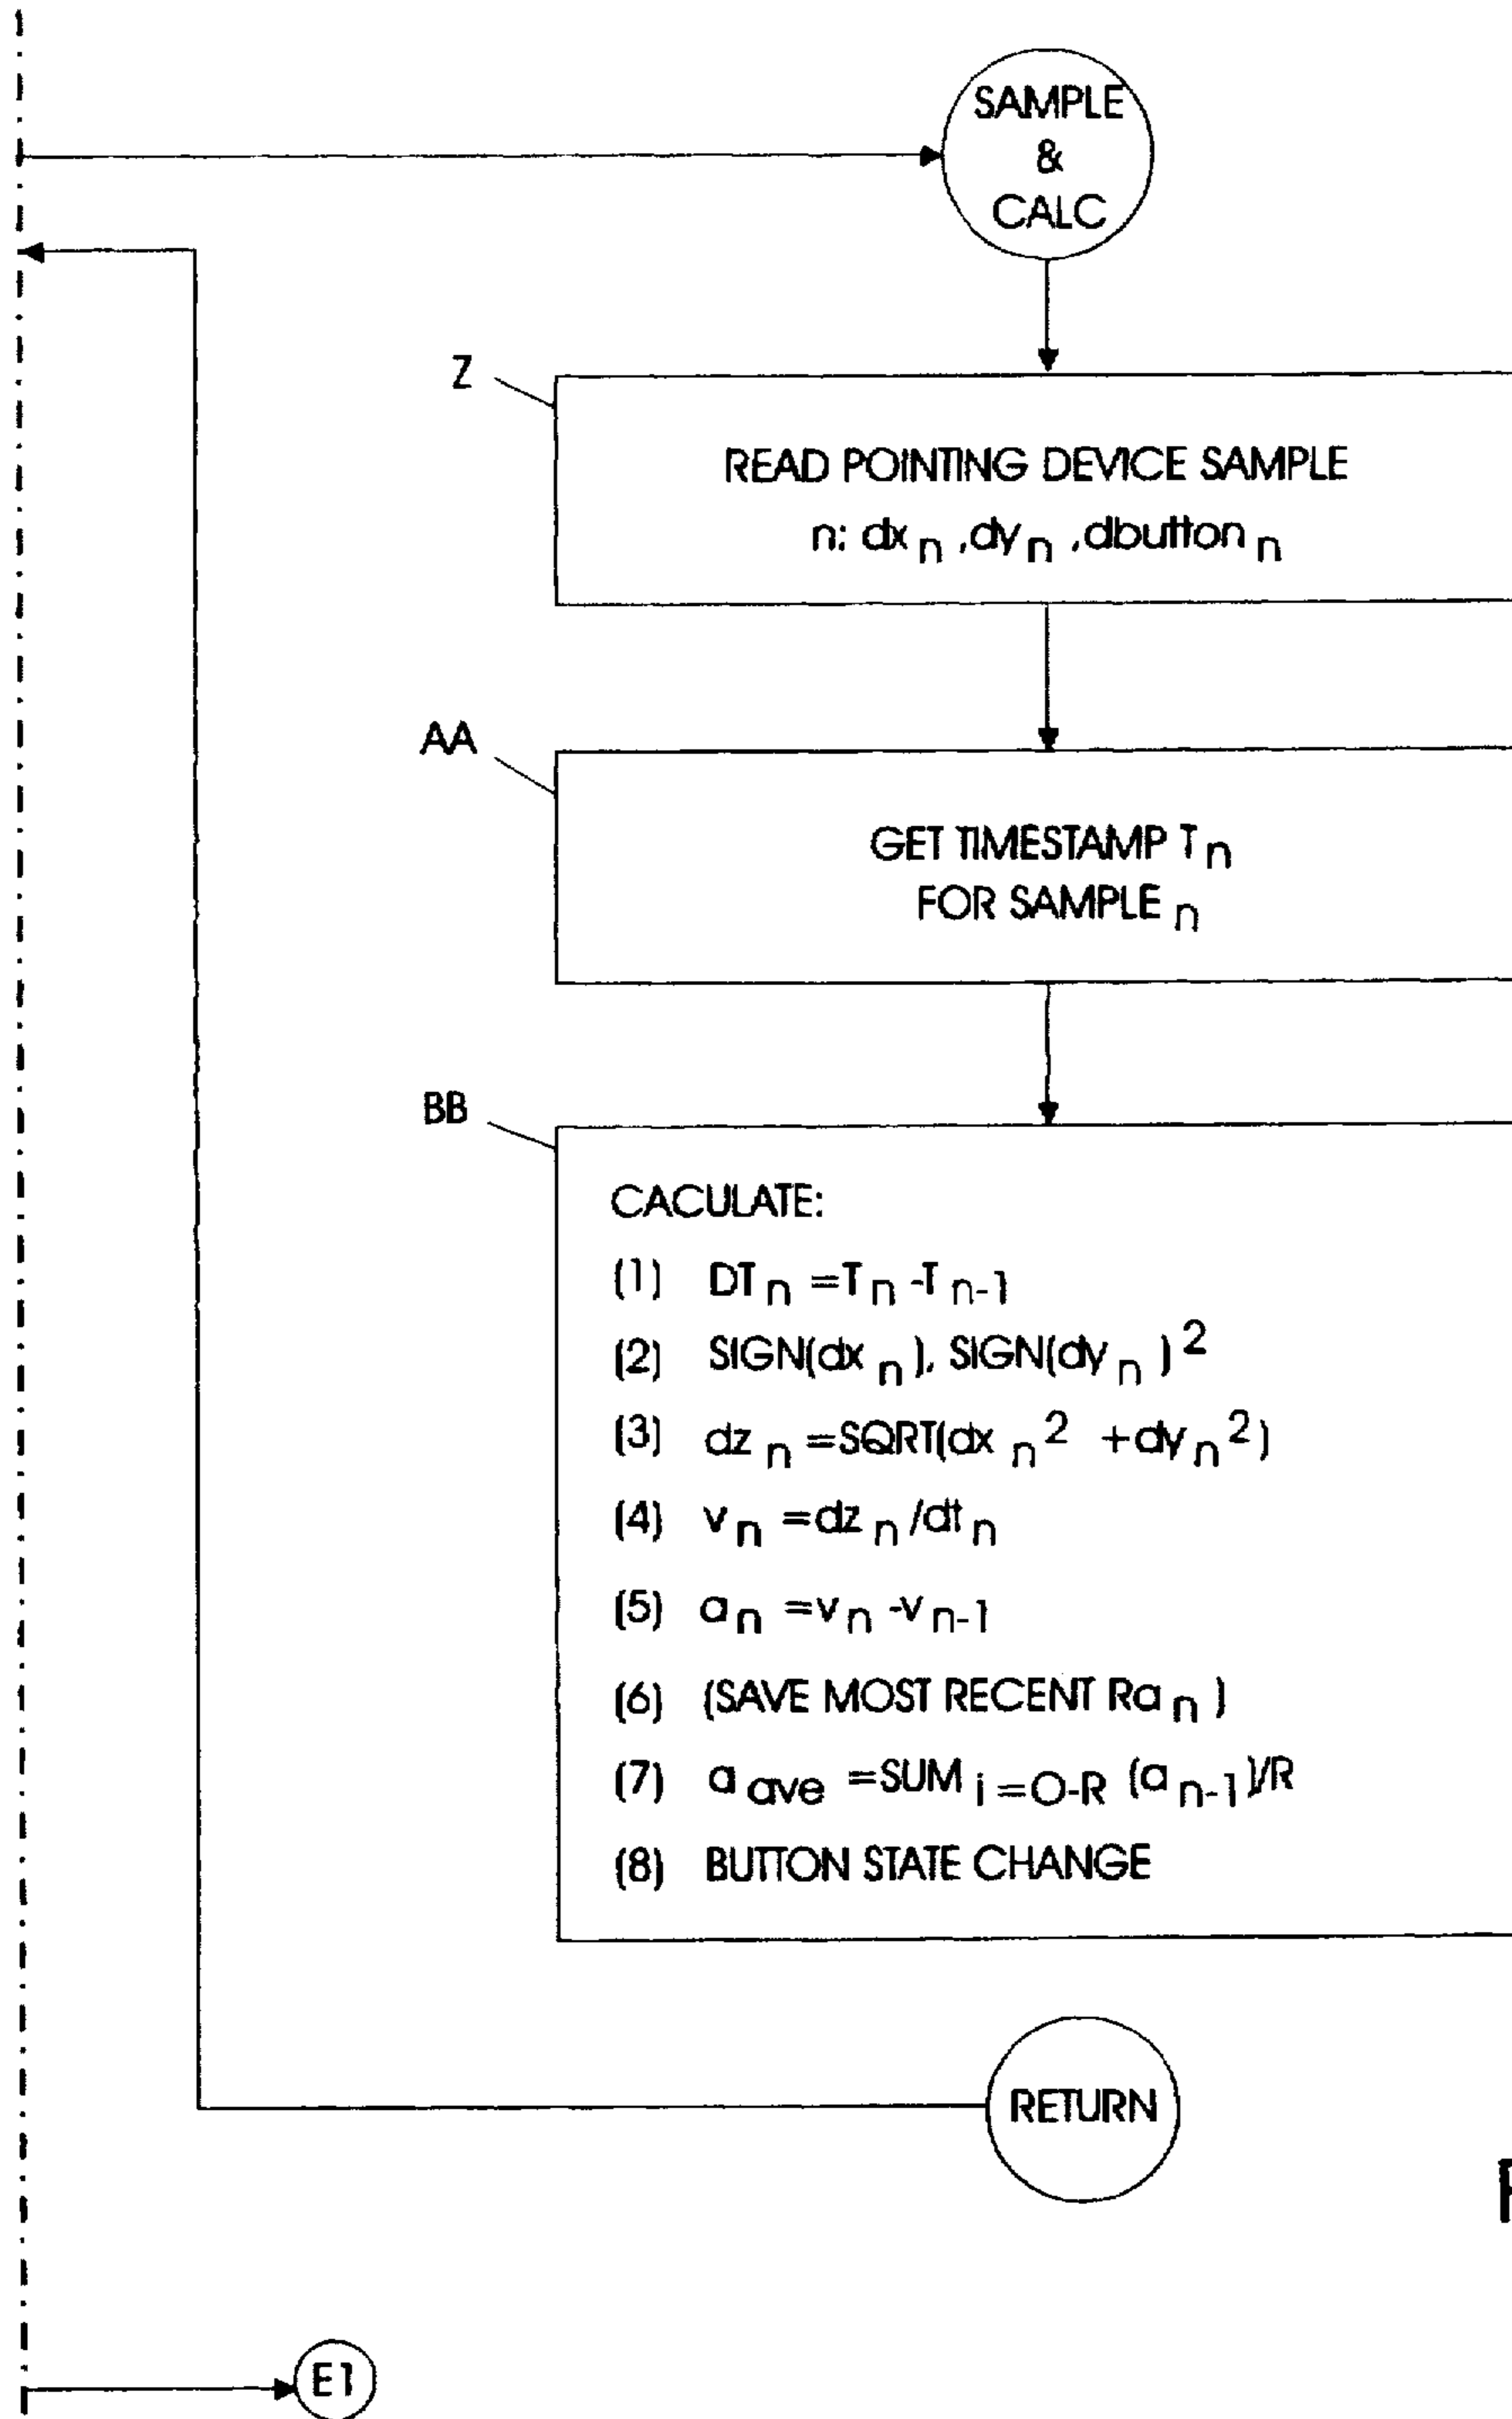 SAMPLE
&
CALC
Z
READ POINTING DEVICE SAMPLE
n: dx n ,dy n ,dbutton n
AA
GET TIMESTAMP T n
FOR SAMPLE n
BB
CACULATE:
(1) DT n =T n -T n-1
(2) SIGN(dx n ), SIGN(dy n ) 2
(3) dz n =SQRT(dx n 2 +dy n 2)
(4) v n =dz n /dt n
(5) a n =v n -v n-1
(6) (SAVE MOST RECENT Ra n )
(7) a ave =SUM i =O-R (a n-1)/R
(8) BUTTON STATE CHANGE
RETURN
E1